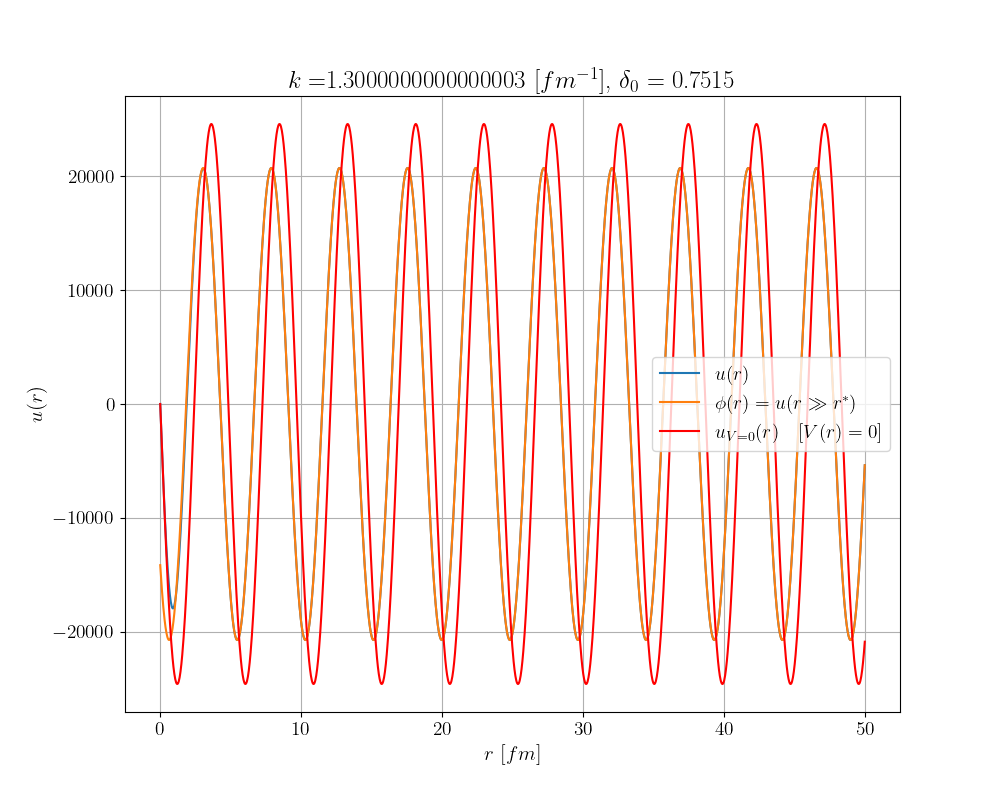 k =1.3000000000000003 [fm⁻¹], δ₀ = 0.7515
20000
10000
0
−10000
−20000
u(r)
u(r)
ϕ(r) = u(r ≫ r*)
u_{V=0}(r) [V(r) = 0]
0 10 20 30 40 50
r [fm]